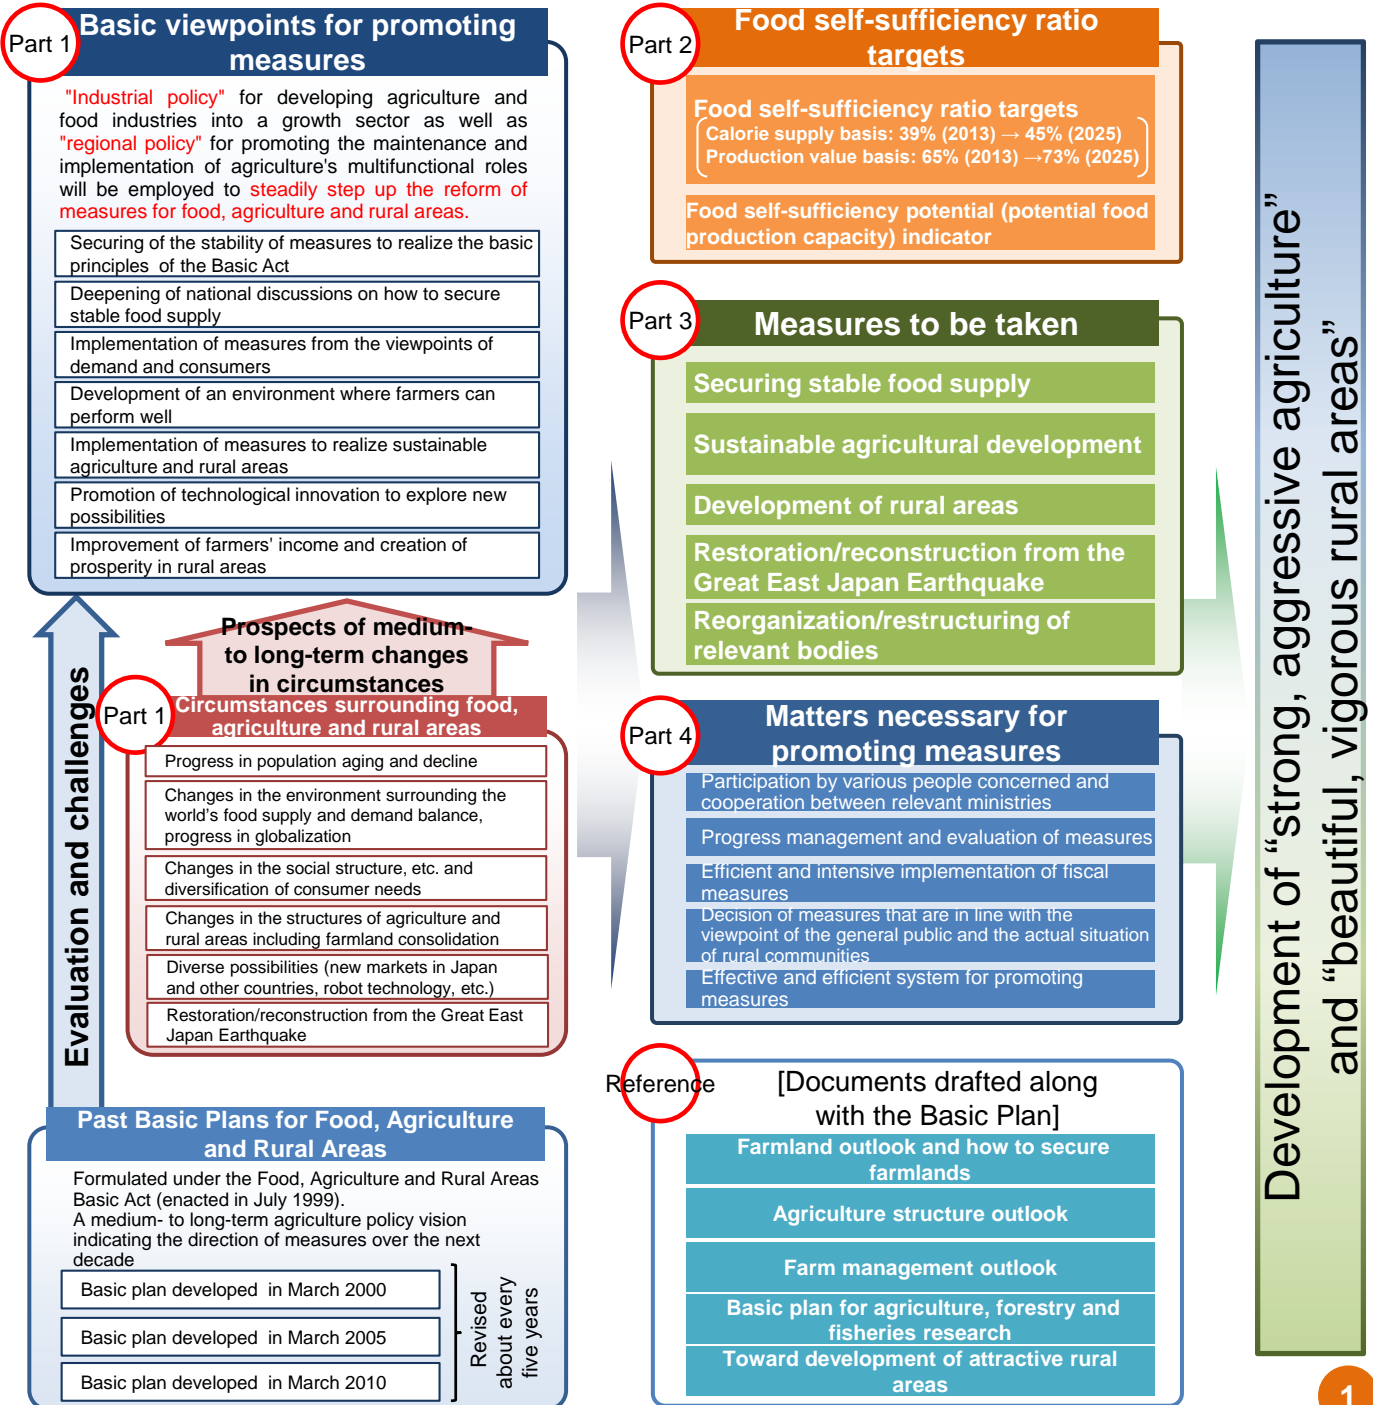 Part 1
Basic viewpoints for promoting
measures
"Industrial policy" for developing agriculture and
food industries into a growth sector as well as
"regional policy" for promoting the maintenance and
implementation of agriculture's multifunctional roles
will be employed to steadily step up the reform of
measures for food, agriculture and rural areas.
Securing of the stability of measures to realize the basic
principles of the Basic Act
Deepening of national discussions on how to secure
stable food supply
Implementation of measures from the viewpoints of
demand and consumers
Development of an environment where farmers can
perform well
Implementation of measures to realize sustainable
agriculture and rural areas
Promotion of technological innovation to explore new
possibilities
Improvement of farmers' income and creation of
prosperity in rural areas
Evaluation and challenges
Prospects of medium-
to long-term changes
in circumstances
Part 1
Circumstances surrounding food,
agriculture and rural areas
Progress in population aging and decline
Changes in the environment surrounding the
world's food supply and demand balance,
progress in globalization
Changes in the social structure, etc. and
diversification of consumer needs
Changes in the structures of agriculture and
rural areas including farmland consolidation
Diverse possibilities (new markets in Japan
and other countries, robot technology, etc.)
Restoration/reconstruction from the Great East
Japan Earthquake
Past Basic Plans for Food, Agriculture
and Rural Areas
Formulated under the Food, Agriculture and Rural Areas
Basic Act (enacted in July 1999).
A medium- to long-term agriculture policy vision
indicating the direction of measures over the next
decade
Basic plan developed in March 2000
Basic plan developed in March 2005
Basic plan developed in March 2010
Revised
about every
five years
Part 2
Food self-sufficiency ratio
targets
Food self-sufficiency ratio targets
Calorie supply basis: 39% (2013) → 45% (2025)
Production value basis: 65% (2013) →73% (2025)
Food self-sufficiency potential (potential food
production capacity) indicator
Part 3
Measures to be taken
Securing stable food supply
Sustainable agricultural development
Development of rural areas
Restoration/reconstruction from the
Great East Japan Earthquake
Reorganization/restructuring of
relevant bodies
Part 4
Matters necessary for
promoting measures
Participation by various people concerned and
cooperation between relevant ministries
Progress management and evaluation of measures
Efficient and intensive implementation of fiscal
measures
Decision of measures that are in line with the
viewpoint of the general public and the actual situation
of rural communities
Effective and efficient system for promoting
measures
Reference
[Documents drafted along
with the Basic Plan]
Farmland outlook and how to secure
farmlands
Agriculture structure outlook
Farm management outlook
Basic plan for agriculture, forestry and
fisheries research
Toward development of attractive rural
areas
Development of “strong, aggressive agriculture”
and “beautiful, vigorous rural areas”
1